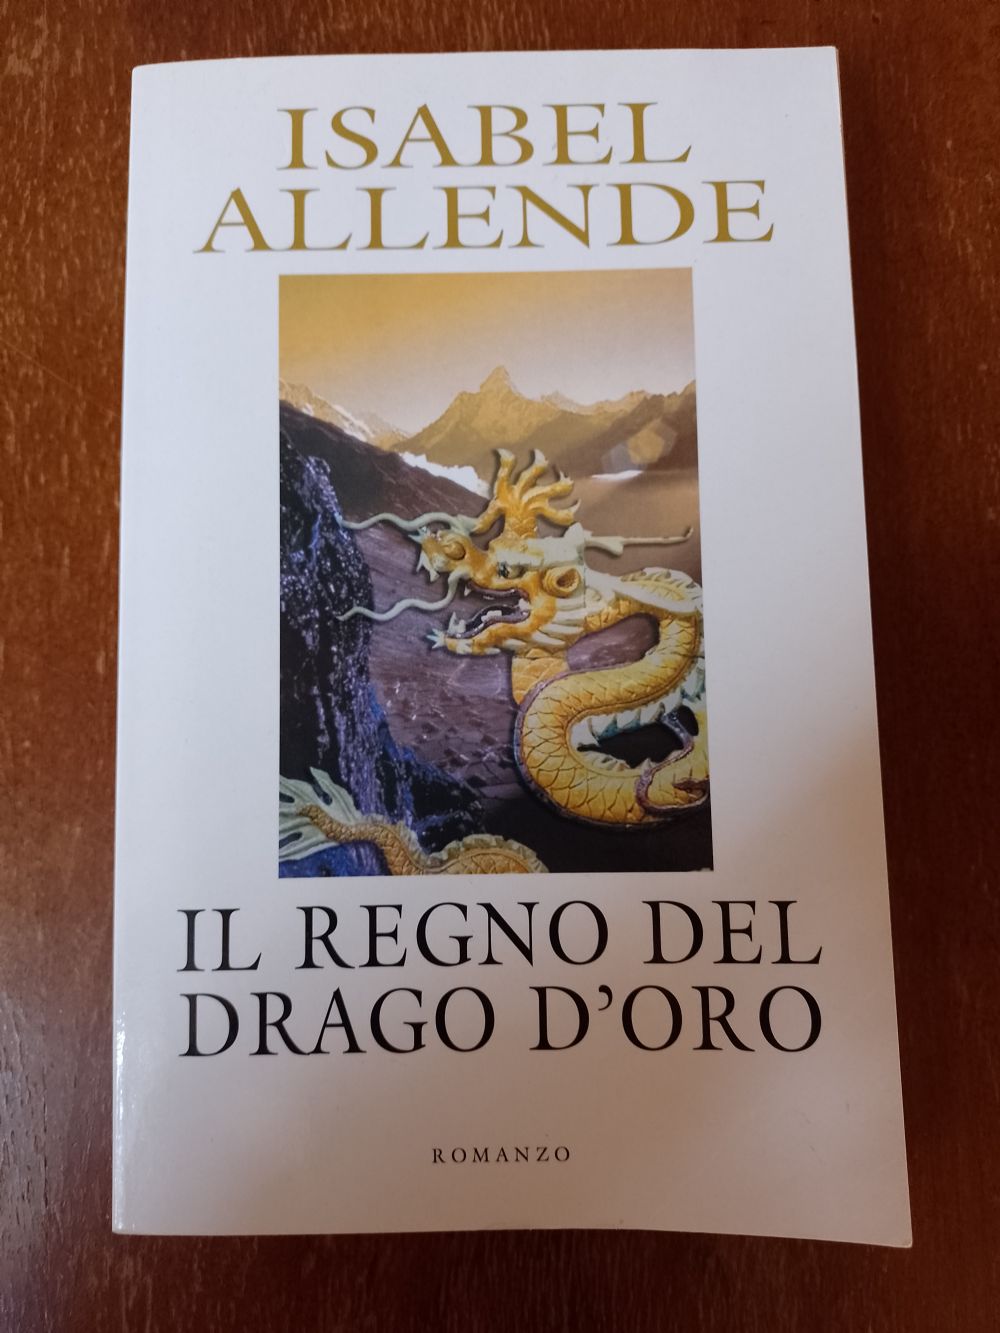 ISABEL
ALLENDE
IL REGNO DEL
DRAGO D'ORO
ROMANZO